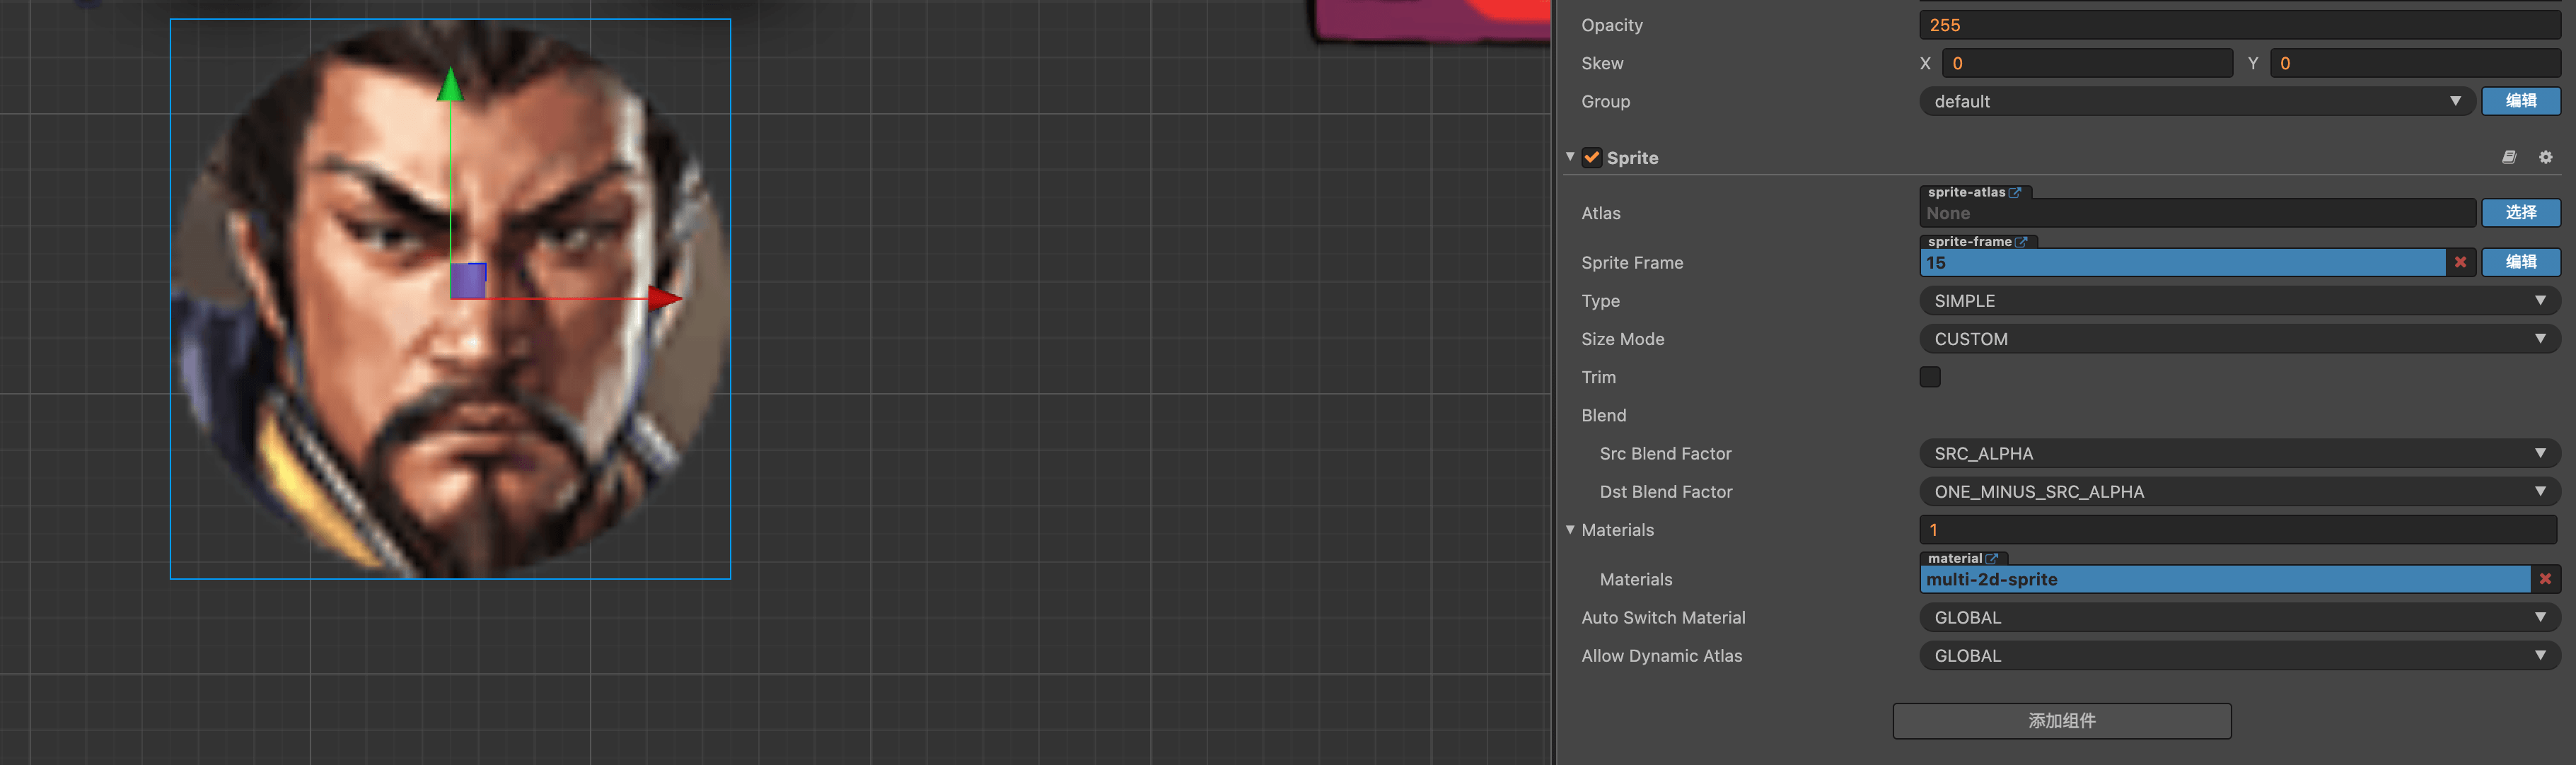 Opacity 255
Skew X 0 Y 0
Group default 编辑
Sprite
sprite-atlas
Atlas None 选择
sprite-frame
Sprite Frame 15 编辑
Type SIMPLE
Size Mode CUSTOM
Trim
Blend
Src Blend Factor SRC_ALPHA
Dst Blend Factor ONE_MINUS_SRC_ALPHA
Materials 1
material
Materials multi-2d-sprite
Auto Switch Material GLOBAL
Allow Dynamic Atlas GLOBAL
添加组件